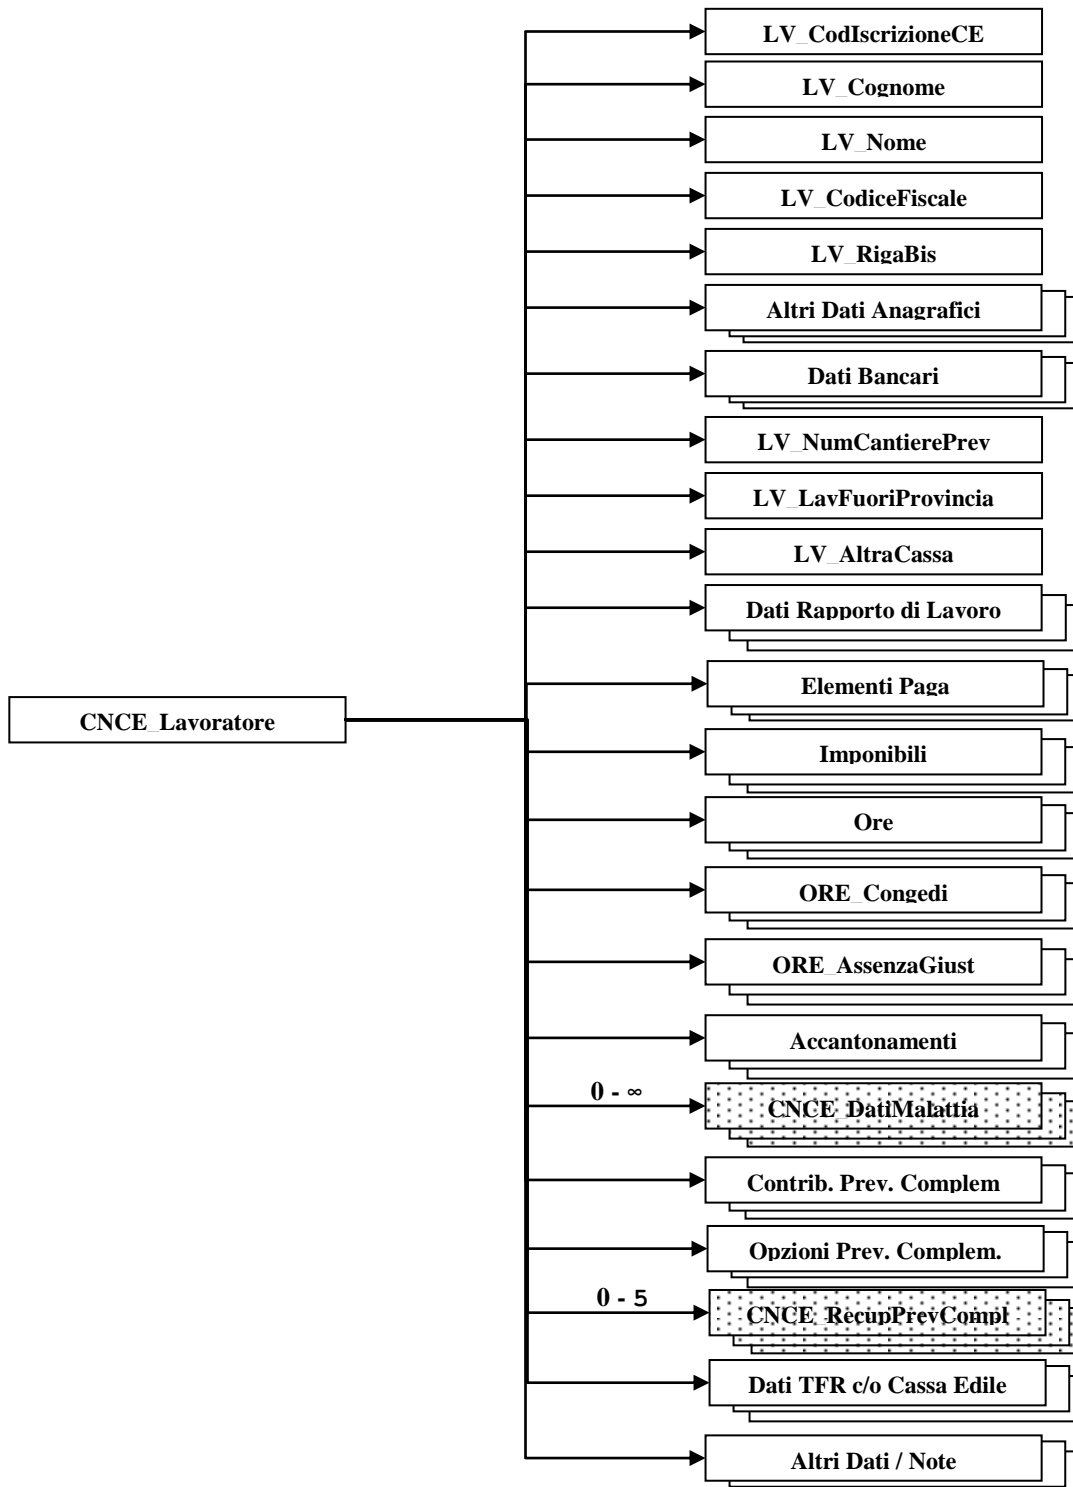 LV_CodIscrizioneCE
LV_Cognome
LV_Nome
LV_CodiceFiscale
LV_RigaBis
Altri Dati Anagrafici
Dati Bancari
LV_NumCantierePrev
LV_LavFuoriProvincia
LV_AltraCassa
Dati Rapporto di Lavoro
Elementi Paga
CNCE_Lavoratore
Imponibili
Ore
ORE_Congedi
ORE_AssenzaGiust
Accantonamenti
0 - ∞
CNCE_DatiMalattia
Contrib. Prev. Complem
Opzioni Prev. Complem.
0 - 5
CNCE_RecupPrevCompl
Dati TFR c/o Cassa Edile
Altri Dati / Note